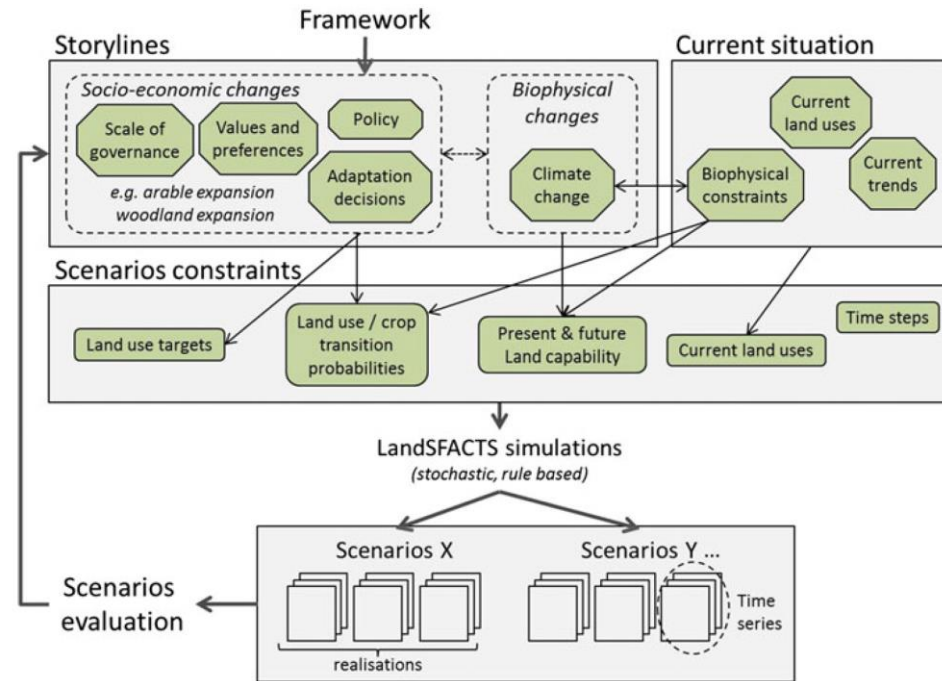 Framework
Storylines
Current situation
Socio-economic changes
Scale of
governance
Values and
preferences
Policy
Adaptation
decisions
e.g. arable expansion
woodland expansion
Biophysical
changes
Climate
change
Current
land uses
Current
trends
Biophysical
constraints
Scenarios constraints
Land use targets
Land use / crop
transition
probabilities
Present & future
Land capability
Current land uses
Time steps
LandSFACTS simulations
(stochastic, rule based)
Scenarios X
Scenarios Y ...
Time
series
realisations
Scenarios
evaluation